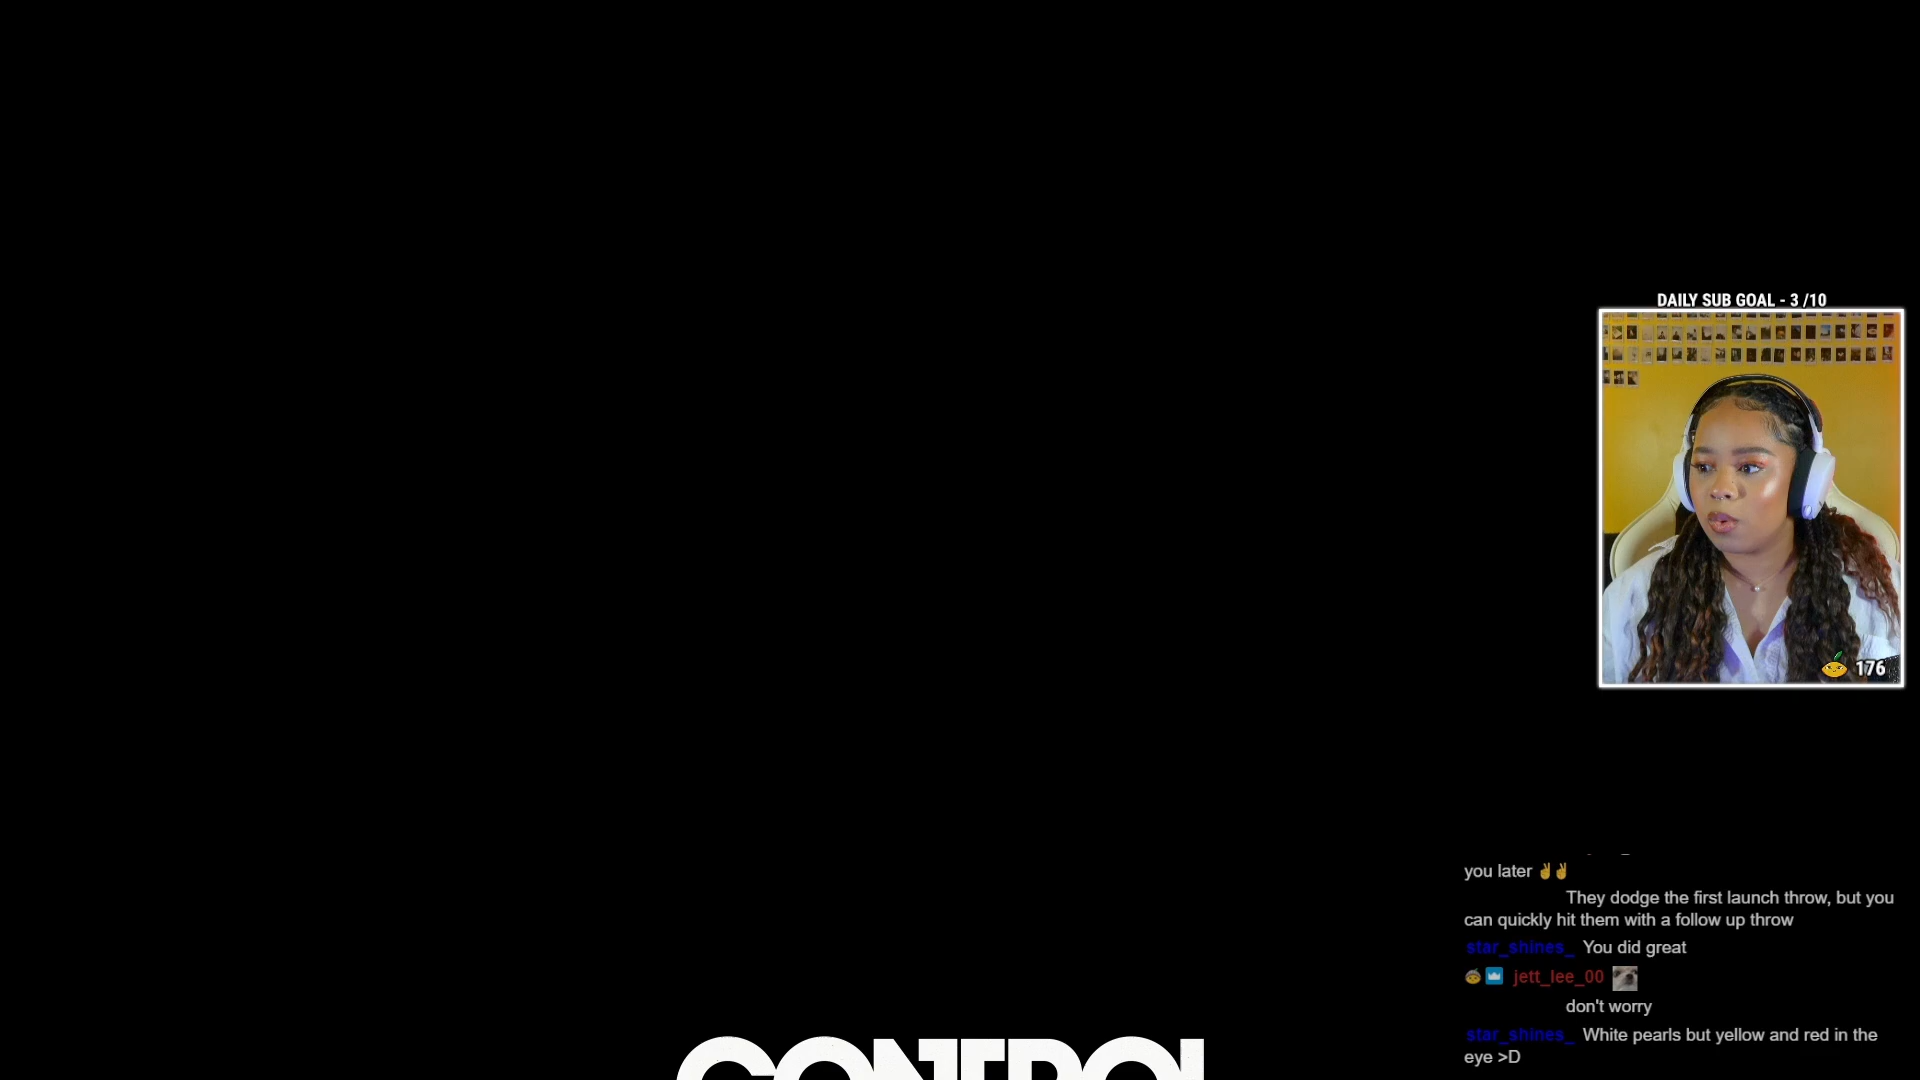 DAILY SUB GOAL - 3 /10
176
you later ✌✌
They dodge the first launch throw, but you
can quickly hit them with a follow up throw
star_shines_ You did great
jett_lee_00
don't worry
star_shines_ White pearls but yellow and red in the
eye >D
CONTROL